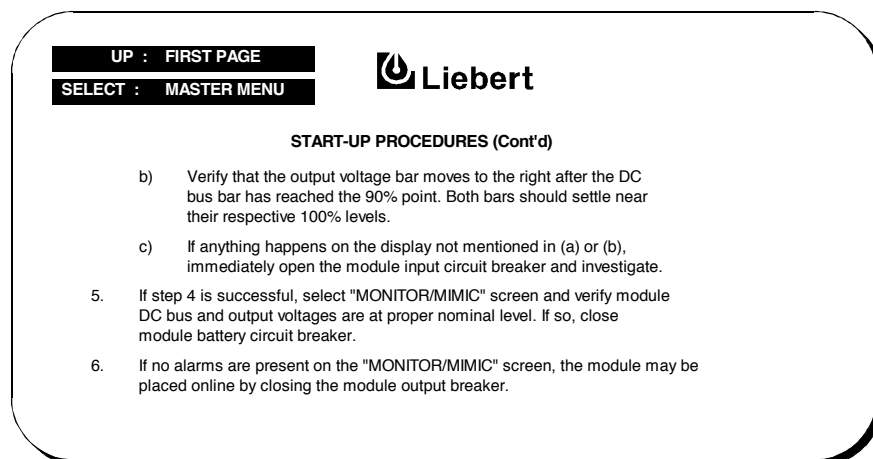 UP : FIRST PAGE
SELECT : MASTER MENU
Liebert
START-UP PROCEDURES (Cont'd)
b) Verify that the output voltage bar moves to the right after the DC
bus bar has reached the 90% point. Both bars should settle near
their respective 100% levels.
c) If anything happens on the display not mentioned in (a) or (b),
immediately open the module input circuit breaker and investigate.
5. If step 4 is successful, select "MONITOR/MIMIC" screen and verify module
DC bus and output voltages are at proper nominal level. If so, close
module battery circuit breaker.
6. If no alarms are present on the "MONITOR/MIMIC" screen, the module may be
placed online by closing the module output breaker.